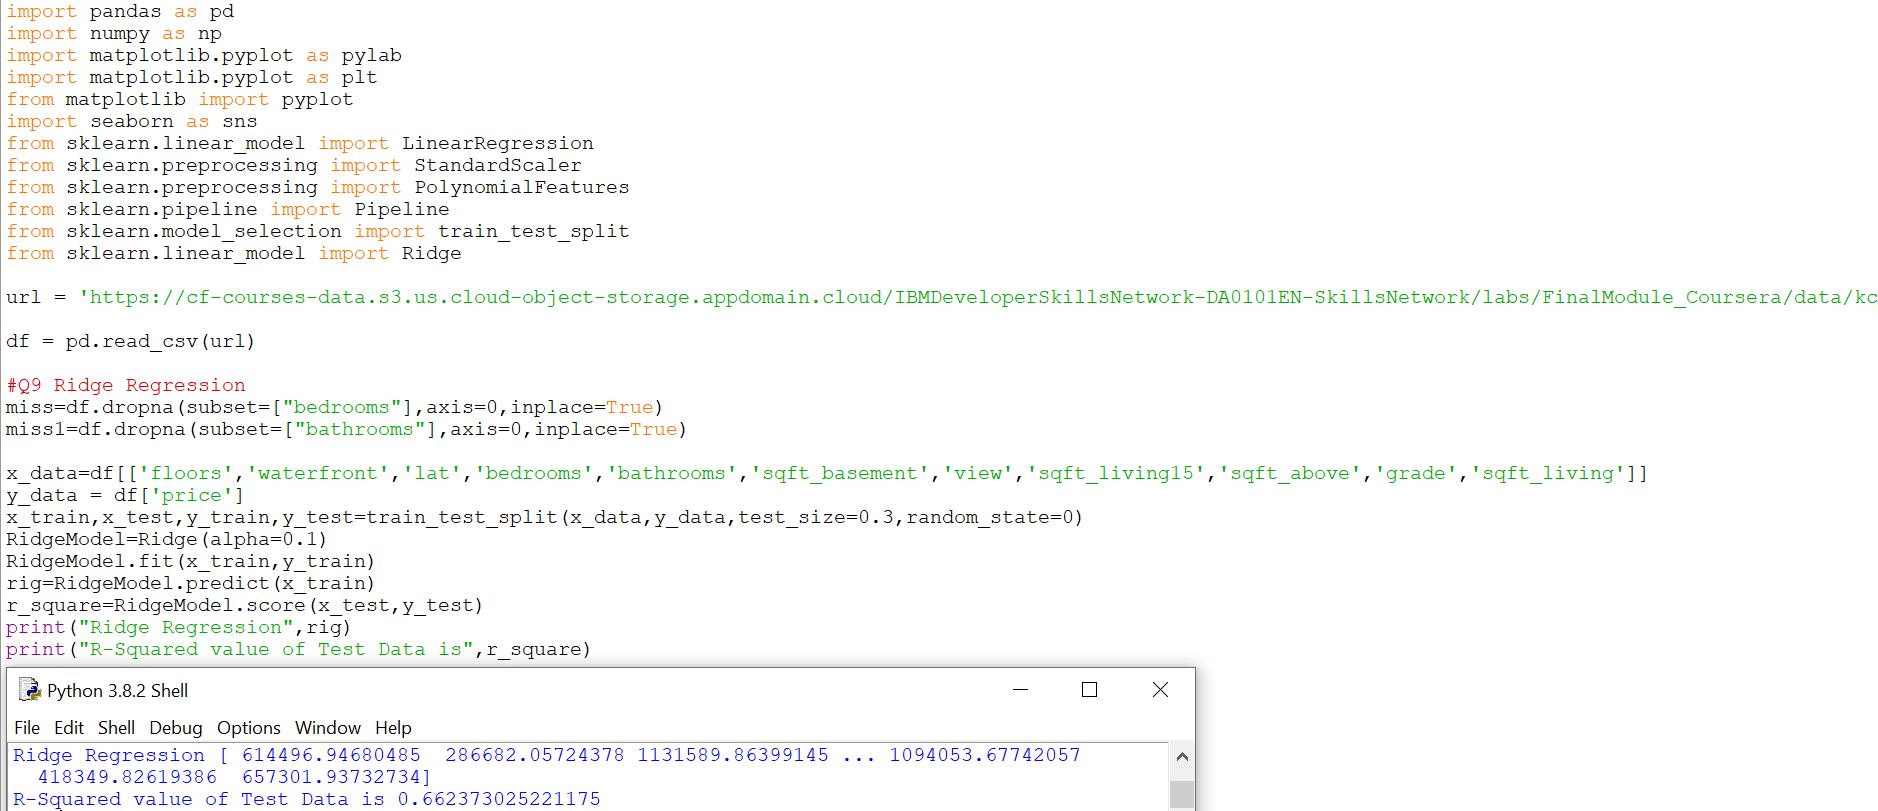 import pandas as pd
import numpy as np
import matplotlib.pyplot as pylab
import matplotlib.pyplot as plt
from matplotlib import pyplot
import seaborn as sns
from sklearn.linear_model import LinearRegression
from sklearn.preprocessing import StandardScaler
from sklearn.preprocessing import PolynomialFeatures
from sklearn.pipeline import Pipeline
from sklearn.model_selection import train_test_split
from sklearn.linear_model import Ridge
url = 'https://cf-courses-data.s3.us.cloud-object-storage.appdomain.cloud/IBMDeveloperSkillsNetwork-DA0101EN-SkillsNetwork/labs/FinalModule_Coursera/data/kc
df = pd.read_csv(url)
#Q9 Ridge Regression
miss=df.dropna(subset=["bedrooms"],axis=0,inplace=True)
miss1=df.dropna(subset=["bathrooms"],axis=0,inplace=True)
x_data=df[['floors','waterfront','lat','bedrooms','bathrooms','sqft_basement','view','sqft_living15','sqft_above','grade','sqft_living']]
y_data = df['price']
x_train,x_test,y_train,y_test=train_test_split(x_data,y_data,test_size=0.3,random_state=0)
RidgeModel=Ridge(alpha=0.1)
RidgeModel.fit(x_train,y_train)
rig=RidgeModel.predict(x_train)
r_square=RidgeModel.score(x_test,y_test)
print("Ridge Regression",rig)
print("R-Squared value of Test Data is",r_square)
Python 3.8.2 Shell
File Edit Shell Debug Options Window Help
Ridge Regression [ 614496.94680485  286682.05724378 1131589.86399145 ... 1094053.67742057
  418349.82619386  657301.93732734]
R-Squared value of Test Data is 0.662373025221175